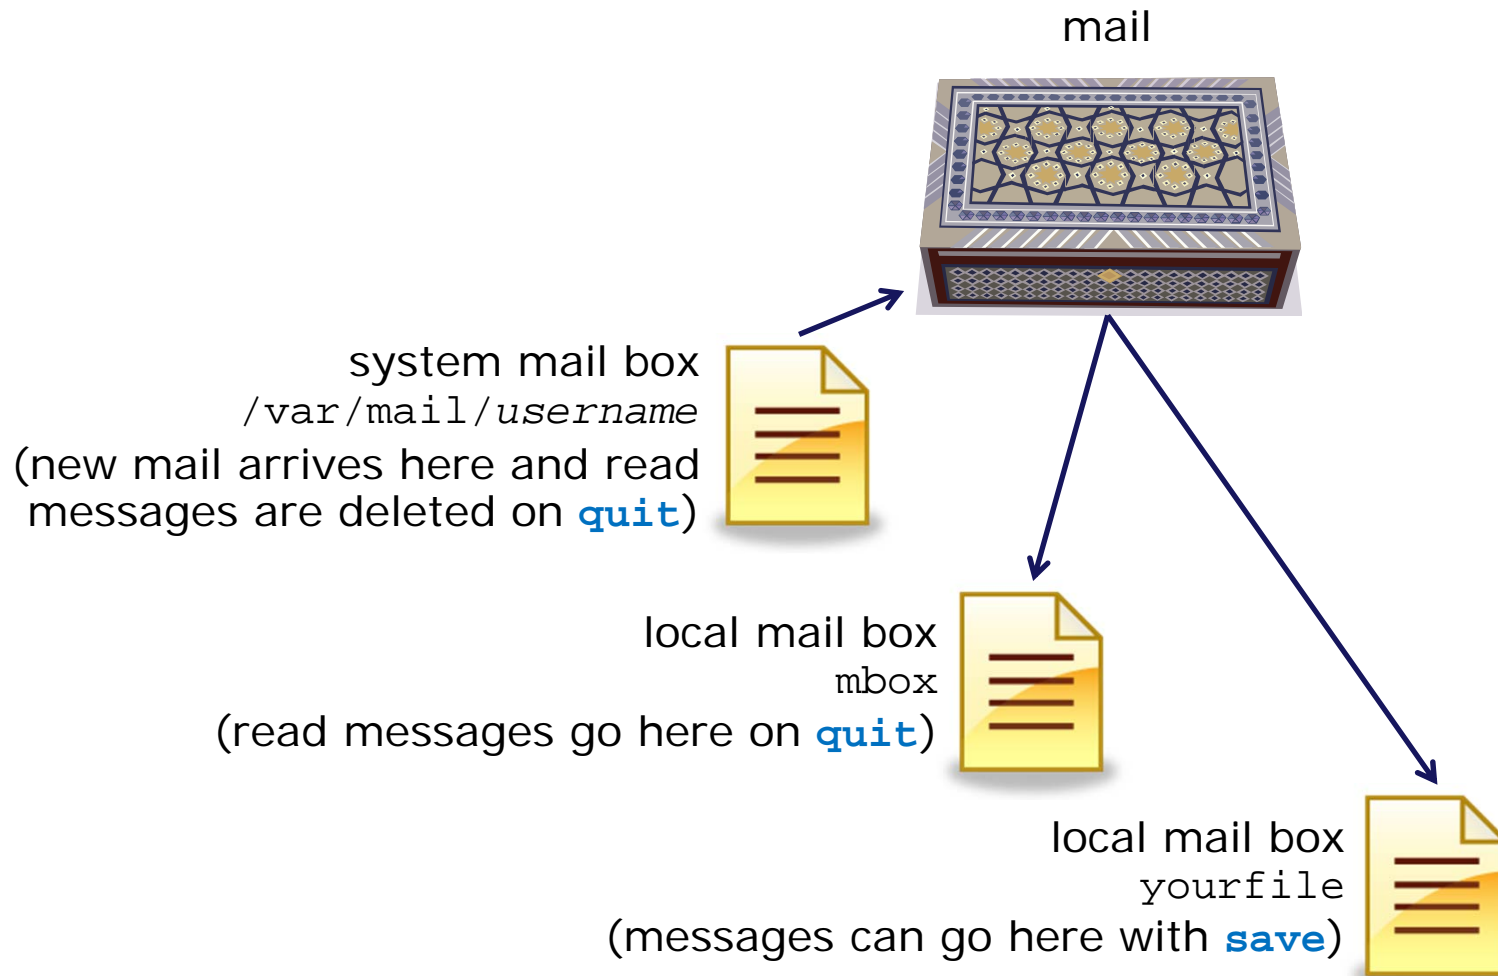 mail
system mail box
/var/mail/username
(new mail arrives here and read
messages are deleted on quit)
local mail box
mbox
(read messages go here on quit)
local mail box
yourfile
(messages can go here with save)